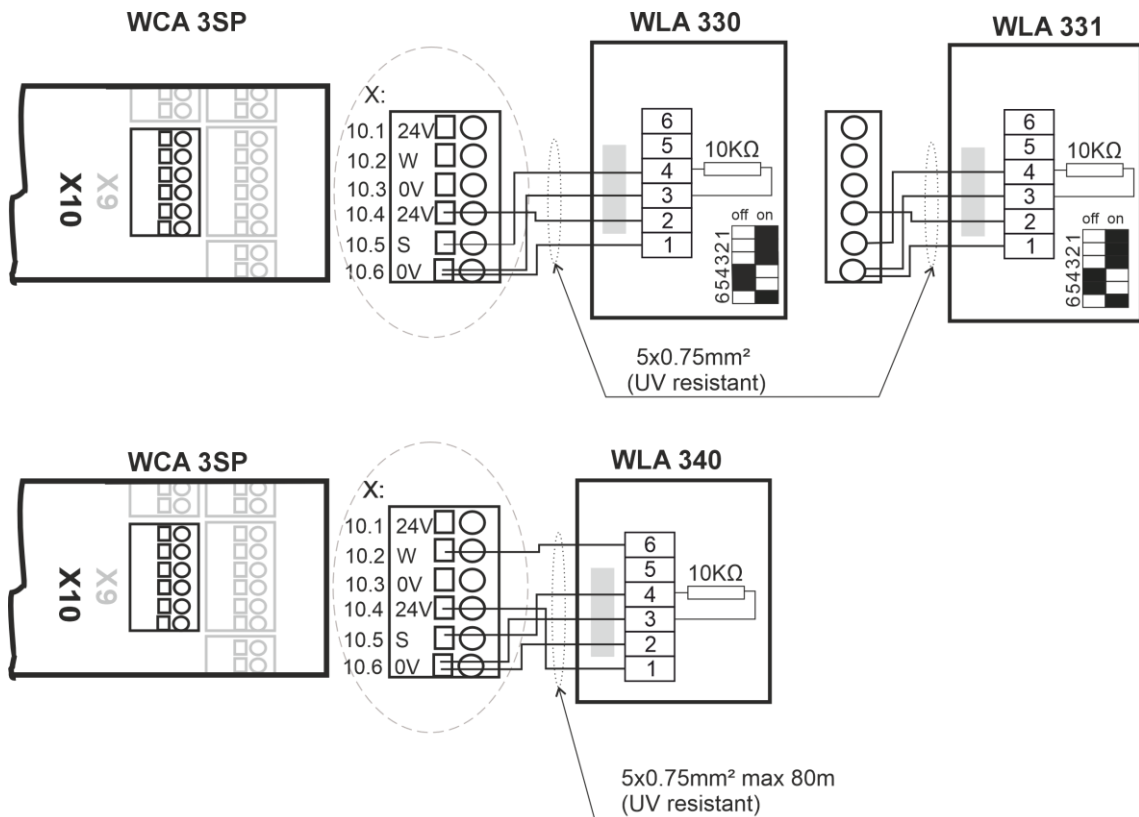 WCA 3SP
WLA 330
WLA 331
X10
X9
X:
10.1 24V
10.2 W
10.3 0V
10.4 24V
10.5 S
10.6 0V
6
5
4
3
2
1
10KΩ
off on
654321
6
5
4
3
2
1
10KΩ
off on
654321
5x0.75mm²
(UV resistant)
WCA 3SP
WLA 340
X10
X9
X:
10.1 24V
10.2 W
10.3 0V
10.4 24V
10.5 S
10.6 0V
6
5
4
3
2
1
10KΩ
5x0.75mm² max 80m
(UV resistant)